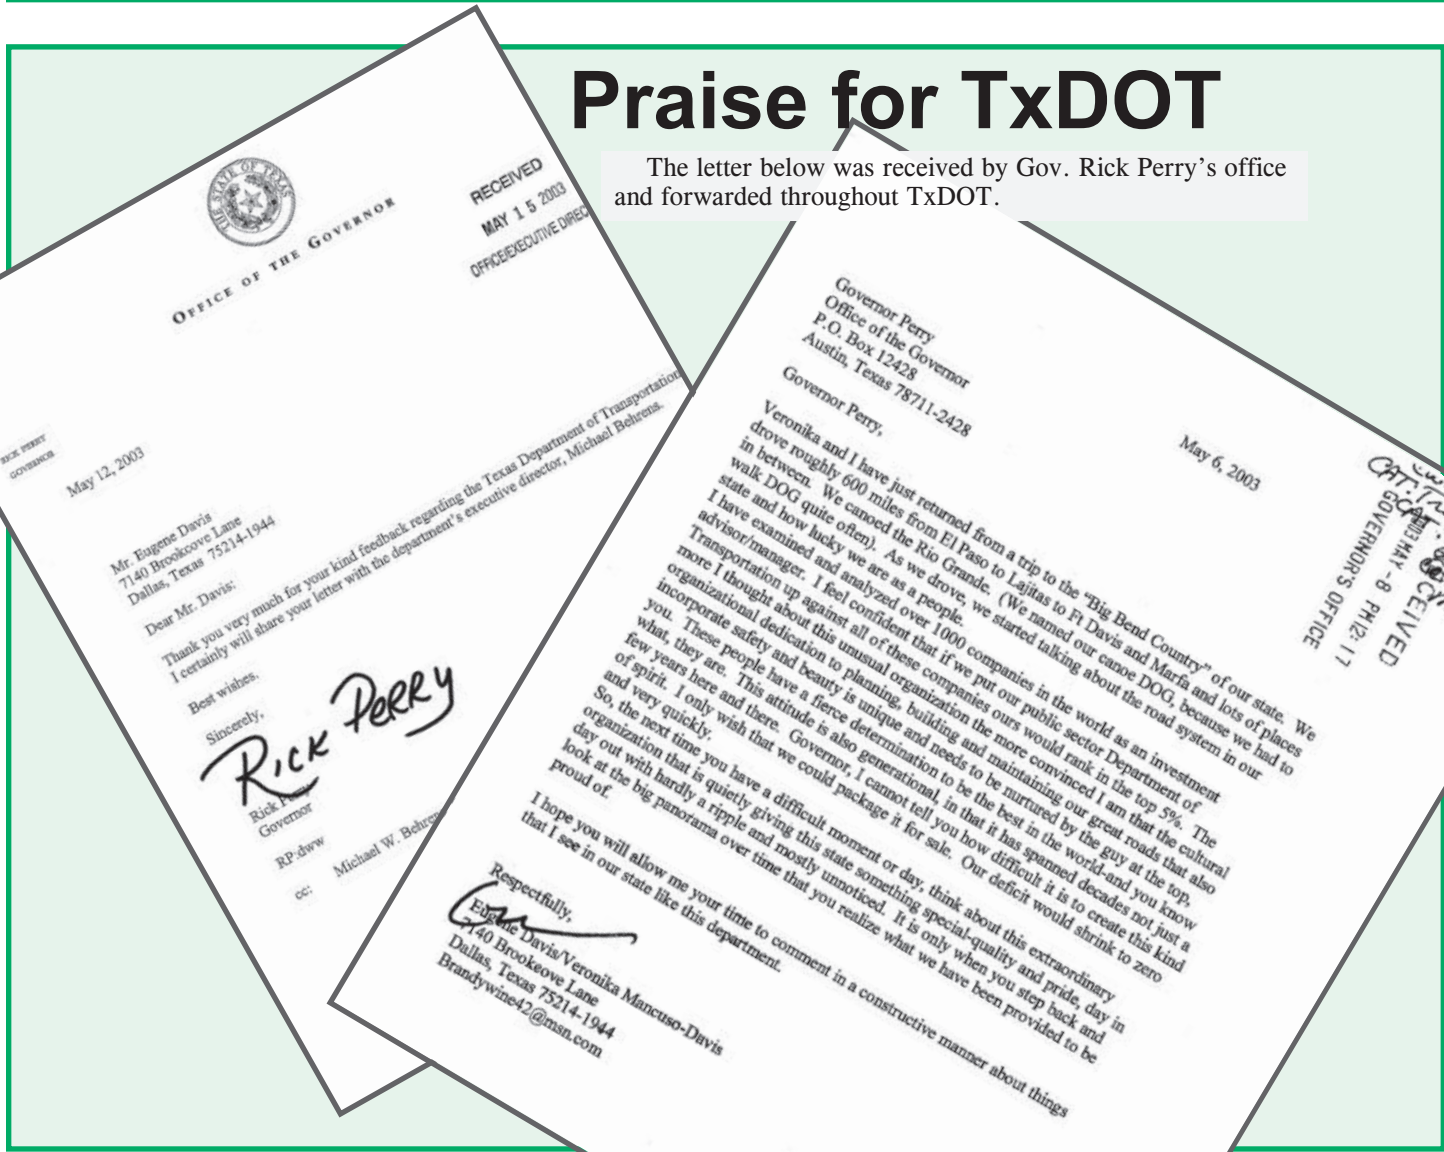 Praise for TxDOT
The letter below was received by Gov. Rick Perry's office
and forwarded throughout TxDOT.
THE STATE OF TEXAS
OFFICE OF THE GOVERNOR
RECEIVED
MAY 15 2003
OFFICE/EXECUTIVE DIREC
RICK PERRY
GOVERNOR
May 12, 2003
Mr. Eugene Davis
7140 Brookcove Lane
Dallas, Texas 75214-1944
Dear Mr. Davis:
Thank you very much for your kind feedback regarding the Texas Department of Transportation
I certainly will share your letter with the department's executive director, Michael Behrens.
Best wishes.
Sincerely,
RICK PERRY
Rick Perry
Governor
RP:dww
cc: Michael W. Behrens
Governor Perry
Office of the Governor
P.O. Box 12428
Austin, Texas 78711-2428
May 6, 2003
RECEIVED
2003 MAY -8 PM 12:17
GOVERNOR'S OFFICE
Governor Perry,
Veronika and I have just returned from a trip to the "Big Bend Country" of our state. We
drove roughly 600 miles from El Paso to Lajitas to Ft Davis and Marfa and lots of places
in between. We canoed the Rio Grande. (We named our canoe DOG, because we had to
walk DOG quite often). As we drove, we started talking about the road system in our
state and how lucky we are as a people.
I have examined and analyzed over 1000 companies in the world as an investment
advisor/manager. I feel confident that if we put our public sector Department of
Transportation up against all of these companies ours would rank in the top 5%. The
more I thought about this unusual organization the more convinced I am that the cultural
organizational dedication to planning, building and maintaining our great roads that also
incorporate safety and beauty is unique and needs to be nurtured by the guy at the top,
you. These people have a fierce determination to be the best in the world-and you know
what, they are. This attitude is also generational, in that it has spanned decades not just a
few years here and there. Governor, I cannot tell you how difficult it is to create this kind
of spirit. I only wish that we could package it for sale. Our deficit would shrink to zero
and very quickly.
So, the next time you have a difficult moment or day, think about this extraordinary
organization that is quietly giving this state something special-quality and pride, day in
day out with hardly a ripple and mostly unnoticed. It is only when you step back and
look at the big panorama over time that you realize what we have been provided to be
proud of.
I hope you will allow me your time to comment in a constructive manner about things
that I see in our state like this department.
Respectfully,
Eugene Davis/Veronika Mancuso-Davis
7140 Brookeove Lane
Dallas, Texas 75214-1944
Brandywine42@msn.com